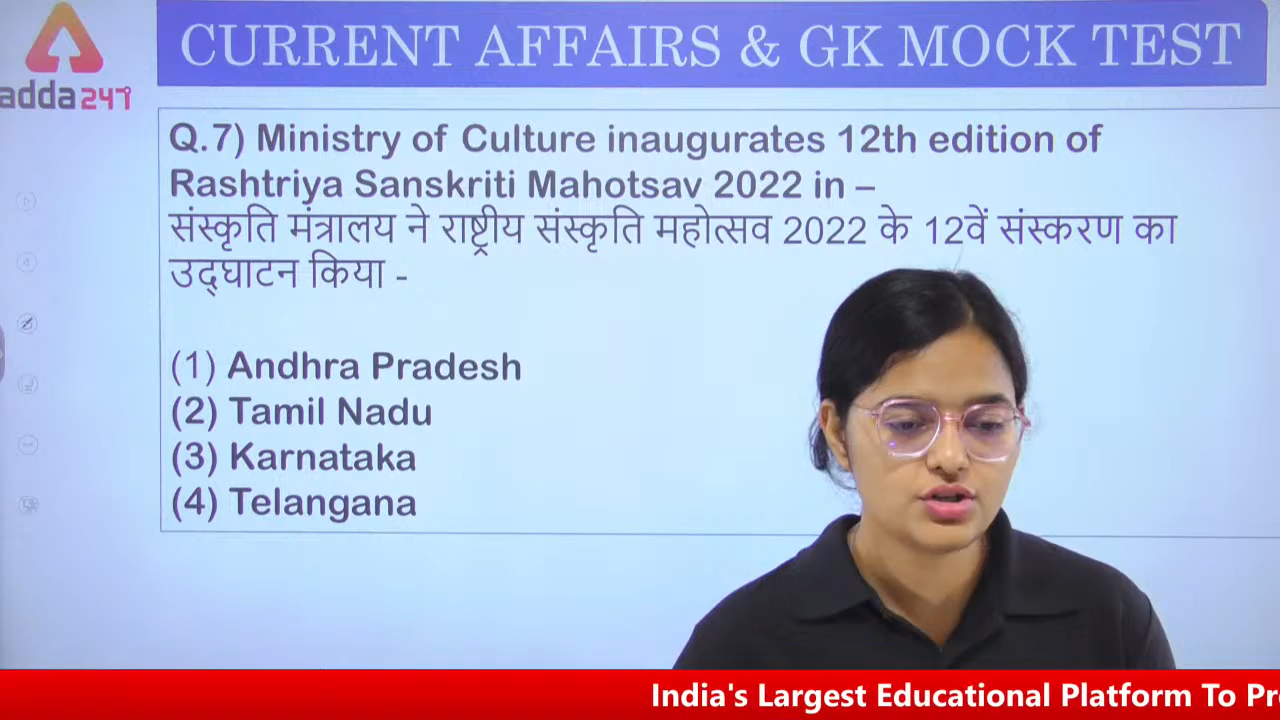 adda247
CURRENT AFFAIRS & GK MOCK TEST
Q.7) Ministry of Culture inaugurates 12th edition of
Rashtriya Sanskriti Mahotsav 2022 in –
संस्कृति मंत्रालय ने राष्ट्रीय संस्कृति महोत्सव 2022 के 12वें संस्करण का
उद्घाटन किया -
(1) Andhra Pradesh
(2) Tamil Nadu
(3) Karnataka
(4) Telangana
India's Largest Educational Platform To Pr